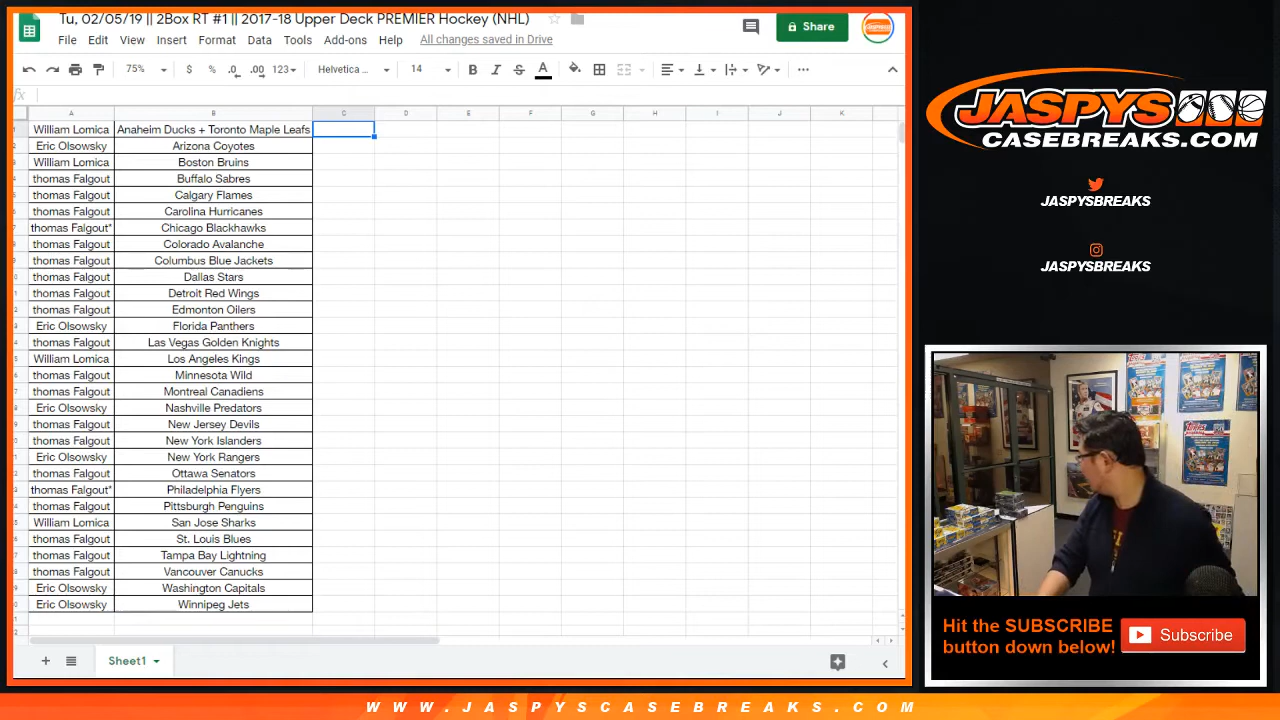 Tu, 02/05/19 || 2Box RT #1 || 2017-18 Upper Deck PREMIER Hockey (NHL)
File Edit View Format Data Tools Add-ons Help All changes saved in Drive
Share
75% $ % .0 .00 123 Helvetica ... 14 B I S A
fx
A B C D E F G H I J K
William Lomica Anaheim Ducks + Toronto Maple Leafs
Eric Olsowsky Arizona Coyotes
William Lomica Boston Bruins
thomas Falgout Buffalo Sabres
thomas Falgout Calgary Flames
thomas Falgout Carolina Hurricanes
thomas Falgout* Chicago Blackhawks
thomas Falgout Colorado Avalanche
thomas Falgout Columbus Blue Jackets
thomas Falgout Dallas Stars
thomas Falgout Detroit Red Wings
thomas Falgout Edmonton Oilers
Eric Olsowsky Florida Panthers
thomas Falgout Las Vegas Golden Knights
William Lomica Los Angeles Kings
thomas Falgout Minnesota Wild
thomas Falgout Montreal Canadiens
Eric Olsowsky Nashville Predators
thomas Falgout New Jersey Devils
thomas Falgout New York Islanders
Eric Olsowsky New York Rangers
thomas Falgout Ottawa Senators
thomas Falgout* Philadelphia Flyers
thomas Falgout Pittsburgh Penguins
William Lomica San Jose Sharks
thomas Falgout St. Louis Blues
thomas Falgout Tampa Bay Lightning
thomas Falgout Vancouver Canucks
Eric Olsowsky Washington Capitals
Eric Olsowsky Winnipeg Jets
Sheet1
JASPYS
CASEBREAKS.COM
JASPYSBREAKS
JASPYSBREAKS
Topps
Topps
Topps
Hit the SUBSCRIBE
button down below!
Subscribe
WWW.JASPYSCASEBREAKS.COM